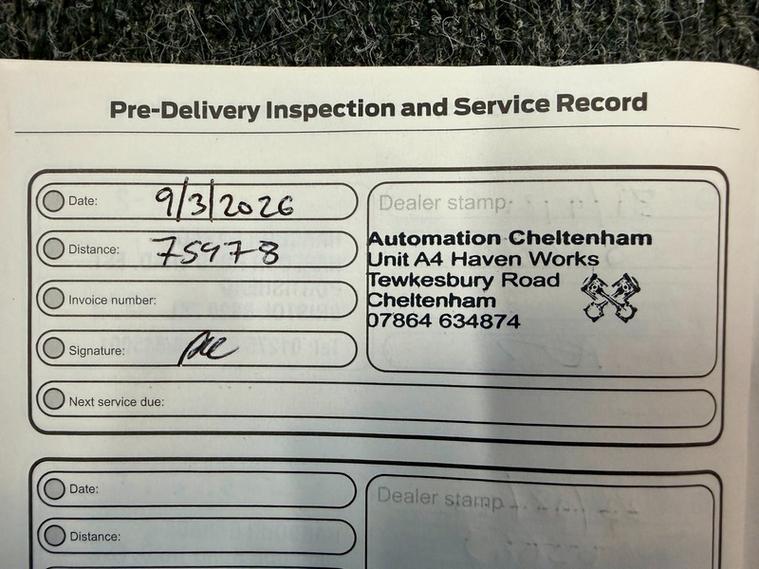 Pre-Delivery Inspection and Service Record
Date: 9/3/2026
Distance: 75978
Invoice number:
Signature:
Next service due:
Dealer stamp
Automation Cheltenham
Unit A4 Haven Works
Tewkesbury Road
Cheltenham
07864 634874
Date:
Distance:
Dealer stamp